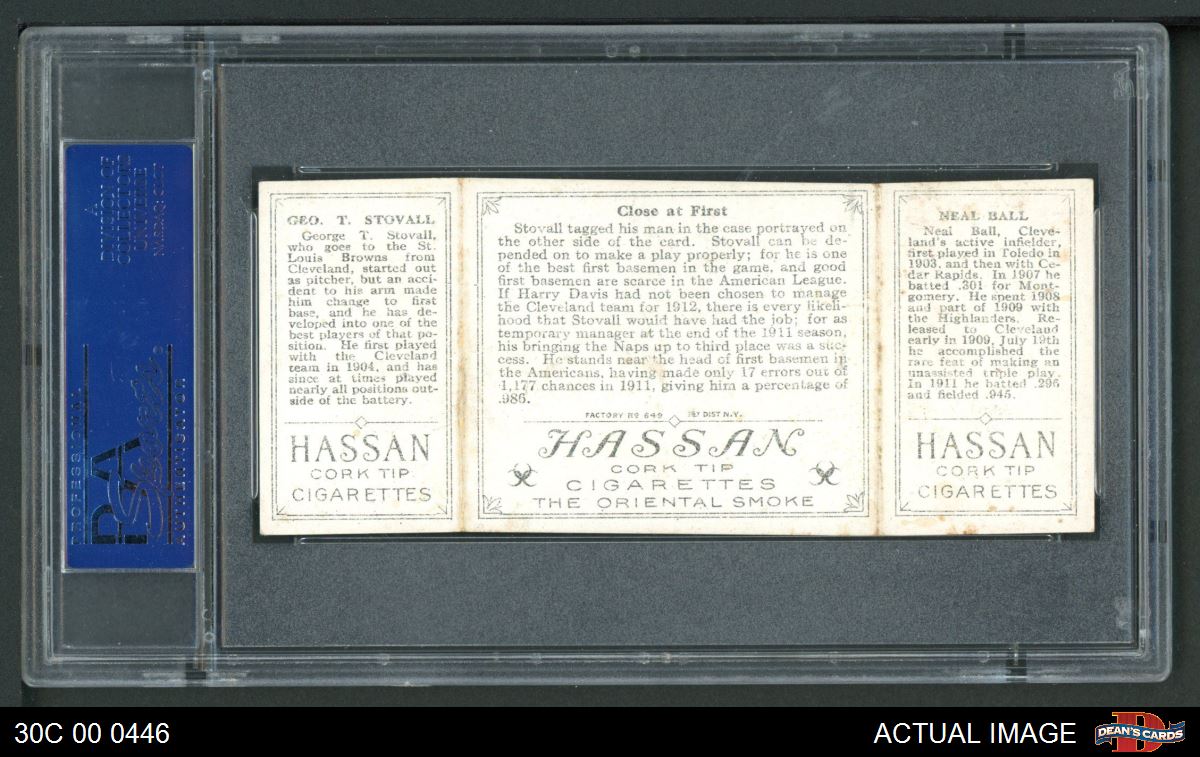 GEO. T. STOVALL
George T. Stovall,
who goes to the St.
Louis Browns from
Cleveland, started out
as pitcher, but an acci-
dent to his arm made
him change to first
base, and he has de-
veloped into one of the
best players of that po-
sition. He first played
with the Cleveland
team in 1904, and has
since at times played
nearly all positions out-
side of the battery.
HASSAN
CORK TIP
CIGARETTES
Close at First
Stovall tagged his man in the case portrayed on
the other side of the card. Stovall can be de-
pended on to make a play properly; for he is one
of the best first basemen in the game, and good
first basemen are scarce in the American League.
If Harry Davis had not been chosen to manage
the Cleveland team for 1912, there is every likeli-
hood that Stovall would have had the job; for as
temporary manager at the end of the 1911 season,
his bringing the Naps up to third place was a suc-
cess. He stands near the head of first basemen in
the Americans, having made only 17 errors out of
1,177 chances in 1911, giving him a percentage of
.986.
FACTORY No 649 1ST DIST N.Y.
HASSAN
CORK TIP
CIGARETTES
THE ORIENTAL SMOKE
NEAL BALL
Neal Ball, Cleve-
land's active infielder,
first played in Toledo in
1903, and then with Ce-
dar Rapids. In 1907 he
batted .301 for Mont-
gomery. He spent 1908
and part of 1909 with
the Highlanders. Re-
leased to Cleveland
early in 1909, July 19th
he accomplished the
rare feat of making an
unassisted triple play.
In 1911 he batted .296
and fielded .945.
HASSAN
CORK TIP
CIGARETTES
PSA
PROFESSIONAL
AUTHENTICATOR
DIVISION OF
COLLECTORS
UNIVERSE
30C 00 0446
ACTUAL IMAGE
DEAN'S CARDS